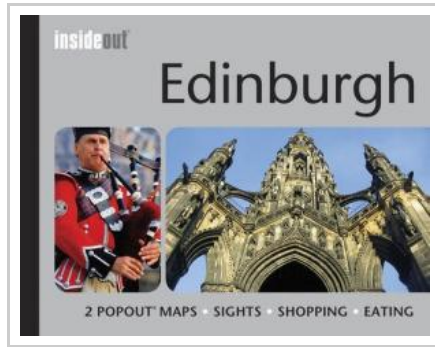 insideout®
Edinburgh
2 POPOUT® MAPS • SIGHTS • SHOPPING • EATING